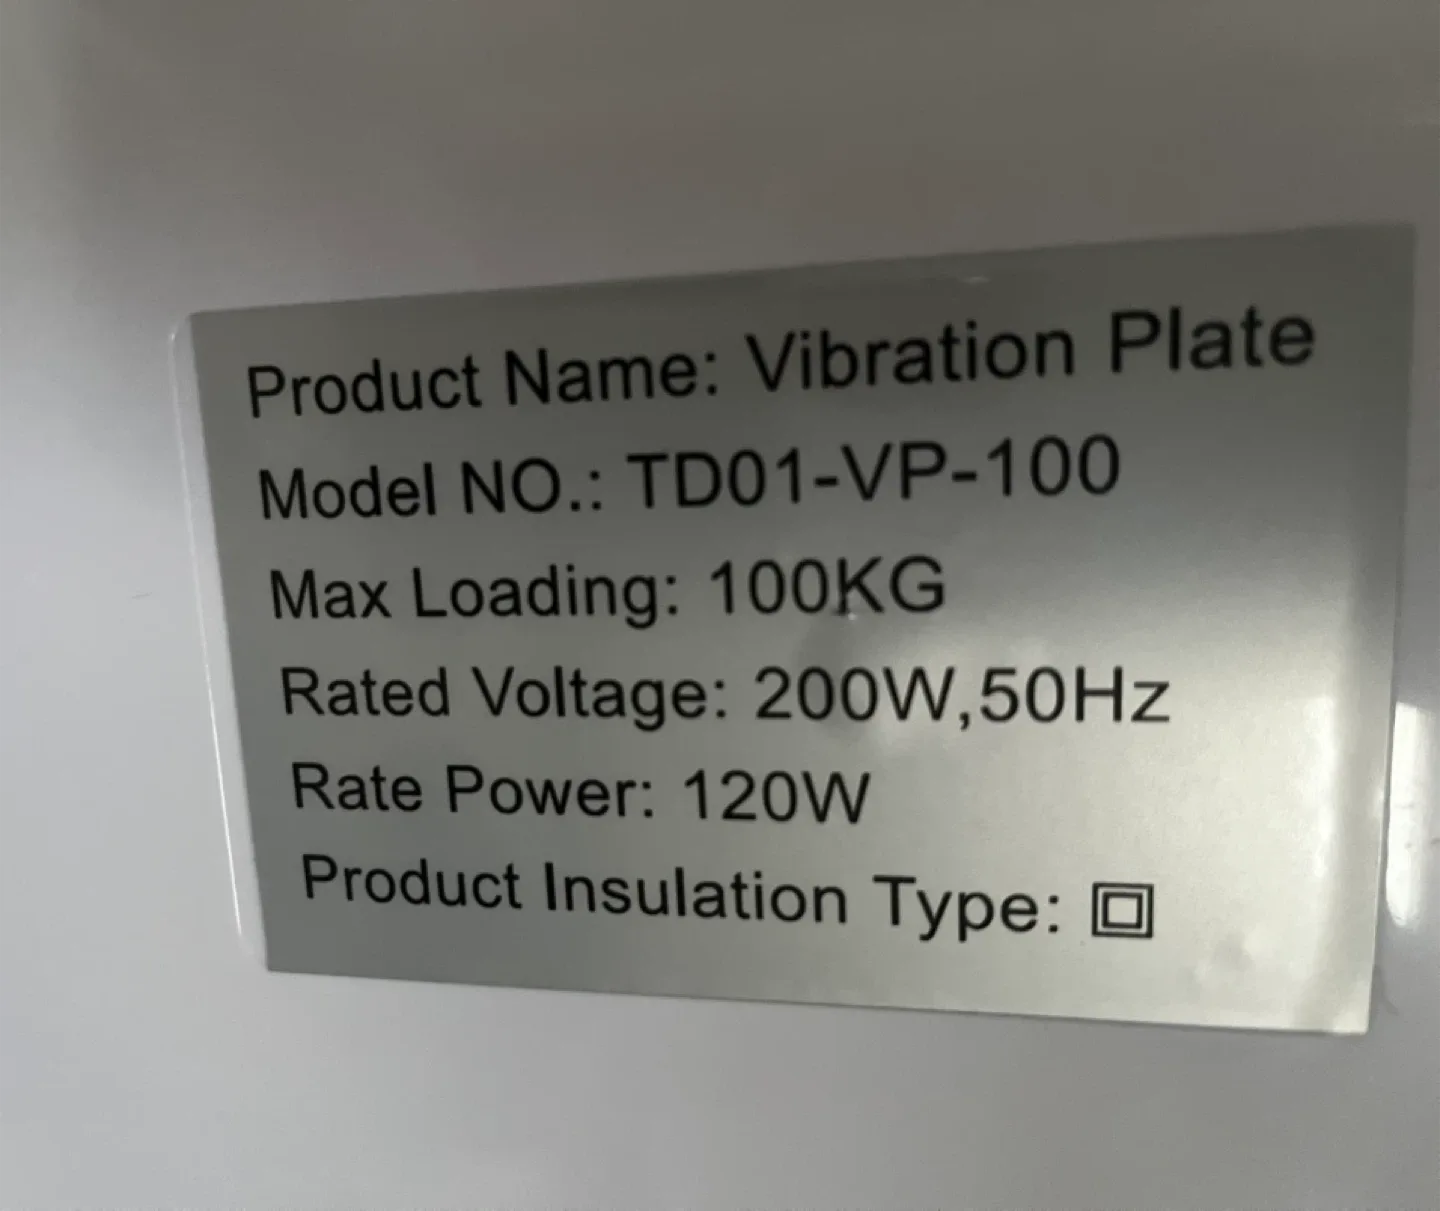 Product Name: Vibration Plate
Model NO.: TD01-VP-100
Max Loading: 100KG
Rated Voltage: 200W,50Hz
Rate Power: 120W
Product Insulation Type: